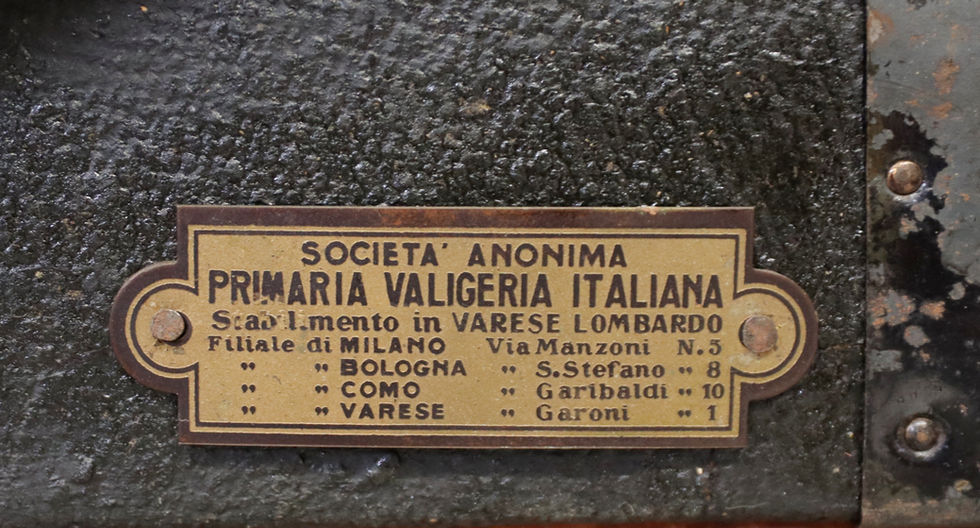 SOCIETA' ANONIMA
PRIMARIA VALIGERIA ITALIANA
Stabilimento in VARESE LOMBARDO
Filiale di MILANO Via Manzoni N. 5
" " BOLOGNA " S. Stefano " 8
" " COMO " Garibaldi " 10
" " VARESE " Garoni " 1